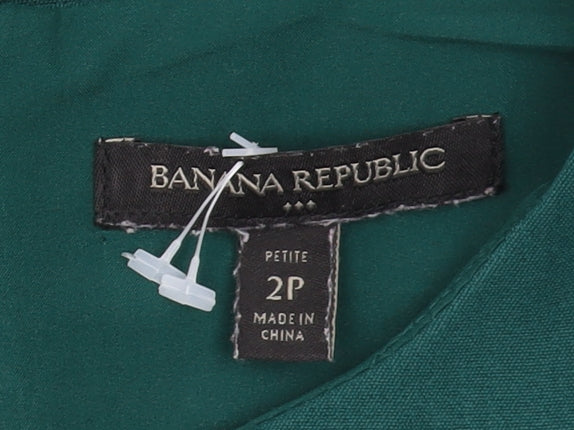 BANANA REPUBLIC
PETITE
2P
MADE IN
CHINA